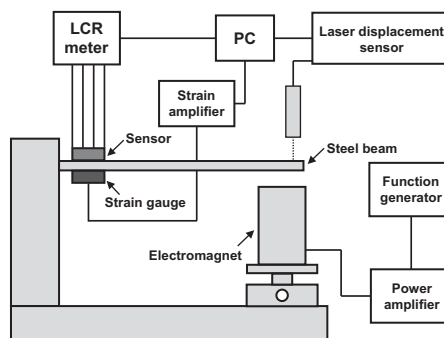 LCR
meter
PC
Laser displacement
sensor
Strain
amplifier
Sensor
Steel beam
Strain gauge
Function
generator
Electromagnet
Power
amplifier